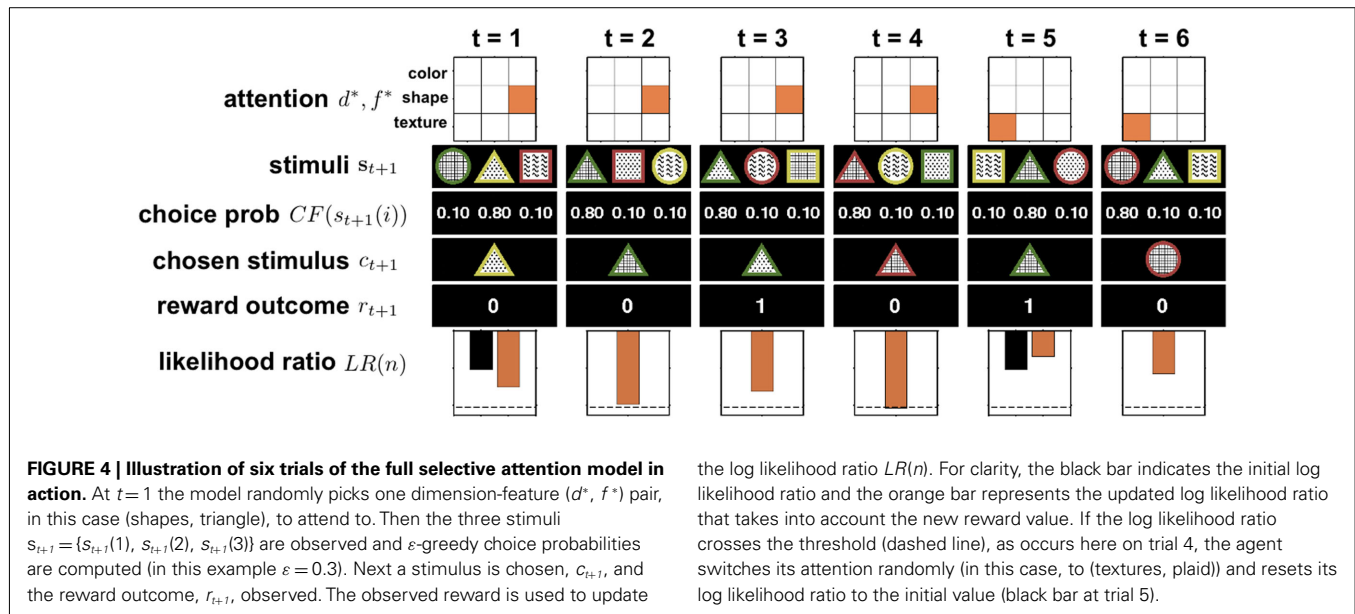 t = 1 t = 2 t = 3 t = 4 t = 5 t = 6
color
attention d*, f* shape
texture
stimuli s_{t+1}
choice prob CF(s_{t+1}(i)) 0.10 0.80 0.10 0.80 0.10 0.10 0.80 0.10 0.10 0.80 0.10 0.10 0.10 0.80 0.10 0.80 0.10 0.10
chosen stimulus c_{t+1}
reward outcome r_{t+1} 0 0 1 0 1 0
likelihood ratio LR(n)
FIGURE 4 | Illustration of six trials of the full selective attention model in
action. At t = 1 the model randomly picks one dimension-feature (d*, f*) pair,
in this case (shapes, triangle), to attend to. Then the three stimuli
s_{t+1} = {s_{t+1}(1), s_{t+1}(2), s_{t+1}(3)} are observed and ε-greedy choice probabilities
are computed (in this example ε = 0.3). Next a stimulus is chosen, c_{t+1}, and
the reward outcome, r_{t+1}, observed. The observed reward is used to update
the log likelihood ratio LR(n). For clarity, the black bar indicates the initial log
likelihood ratio and the orange bar represents the updated log likelihood ratio
that takes into account the new reward value. If the log likelihood ratio
crosses the threshold (dashed line), as occurs here on trial 4, the agent
switches its attention randomly (in this case, to (textures, plaid)) and resets its
log likelihood ratio to the initial value (black bar at trial 5).